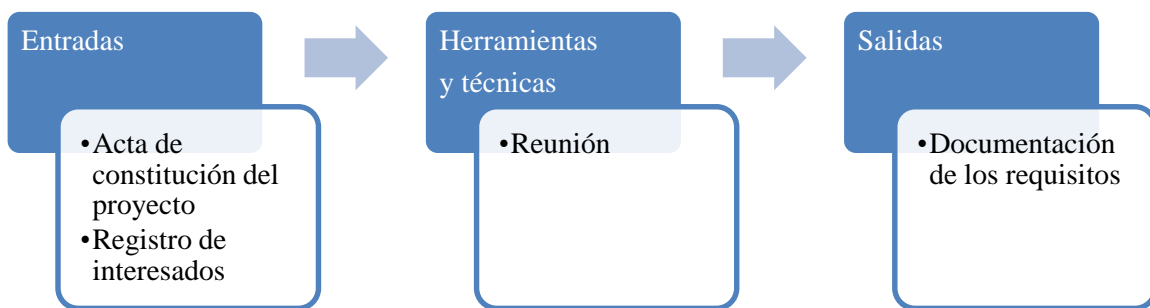 Entradas
•Acta de
constitución del
proyecto
•Registro de
interesados
Herramientas
y técnicas
•Reunión
Salidas
•Documentación
de los requisitos